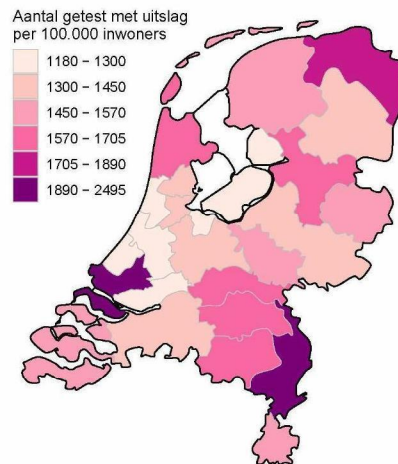 Aantal getest met uitslag
per 100.000 inwoners
1180 – 1300
1300 – 1450
1450 – 1570
1570 – 1705
1705 – 1890
1890 – 2495